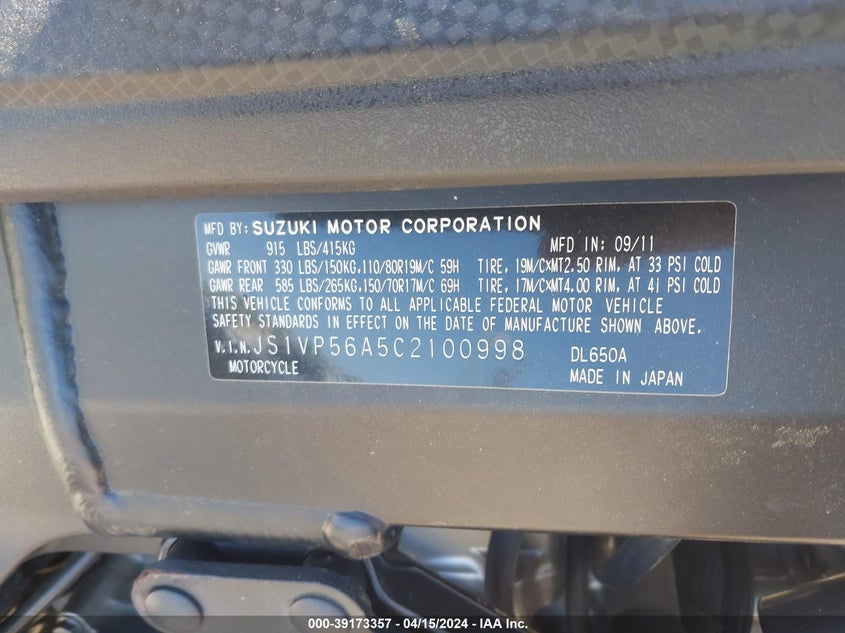 MFD BY: SUZUKI MOTOR CORPORATION
GVWR 915 LBS/415KG MFD IN: 09/11
GAWR FRONT 330 LBS/150KG,110/80R19M/C 59H TIRE, 19M/C×MT2.50 RIM, AT 33 PSI COLD
GAWR REAR 585 LBS/265KG,150/70R17M/C 69H TIRE, 17M/C×MT4.00 RIM, AT 41 PSI COLD
THIS VEHICLE CONFORMS TO ALL APPLICABLE FEDERAL MOTOR VEHICLE
SAFETY STANDARDS IN EFFECT ON THE DATE OF MANUFACTURE SHOWN ABOVE.
V.I.N. JS1VP56A5C2100998 DL650A
MOTORCYCLE MADE IN JAPAN
000-39173357 - 04/15/2024 - IAA Inc.